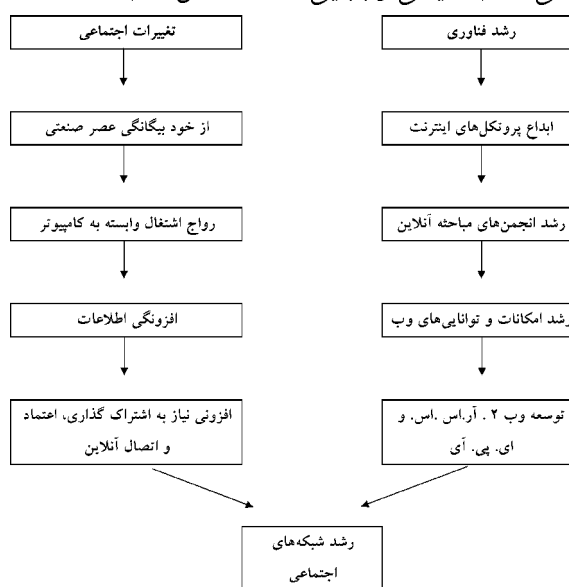 رشد فناوری
ابداع پروتکل‌های اینترنت
رشد انجمن‌های مباحثه آنلاین
رشد امکانات و توانایی‌های وب
توسعه وب ۲ . آر.اس .اس. و
ای. پی. آی
تغییرات اجتماعی
از خود بیگانگی عصر صنعتی
رواج اشتغال وابسته به کامپیوتر
افزونگی اطلاعات
افزونی نیاز به اشتراک گذاری، اعتماد
و اتصال آنلاین
رشد شبکه‌های
اجتماعی